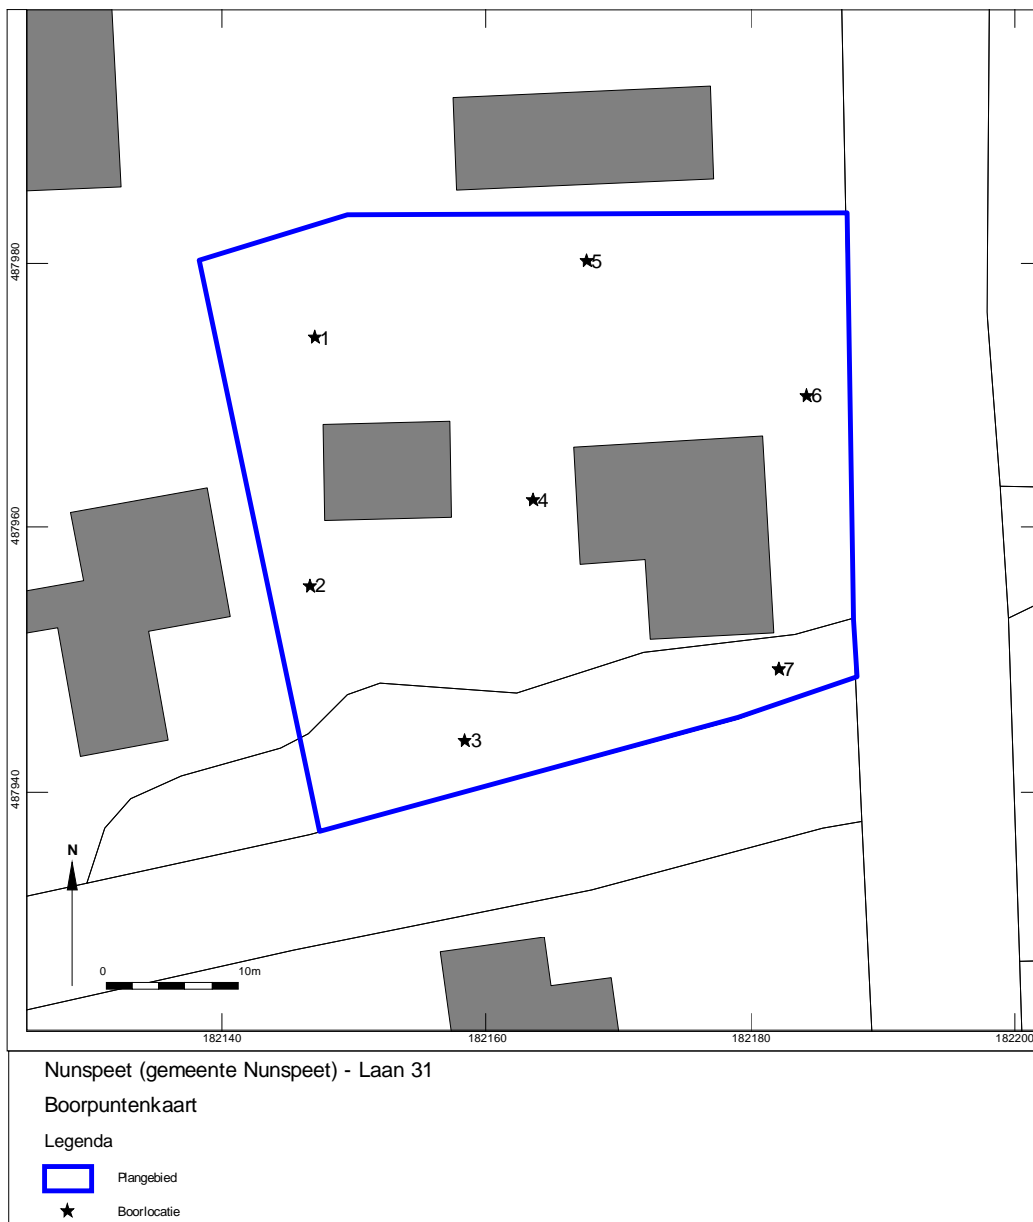 5
487980
1
6
4
487960
2
7
3
487940
N
0 10m
182140 182160 182180 182200
Nunspeet (gemeente Nunspeet) - Laan 31
Boorpuntenkaart
Legenda
Plangebied
Boorlocatie